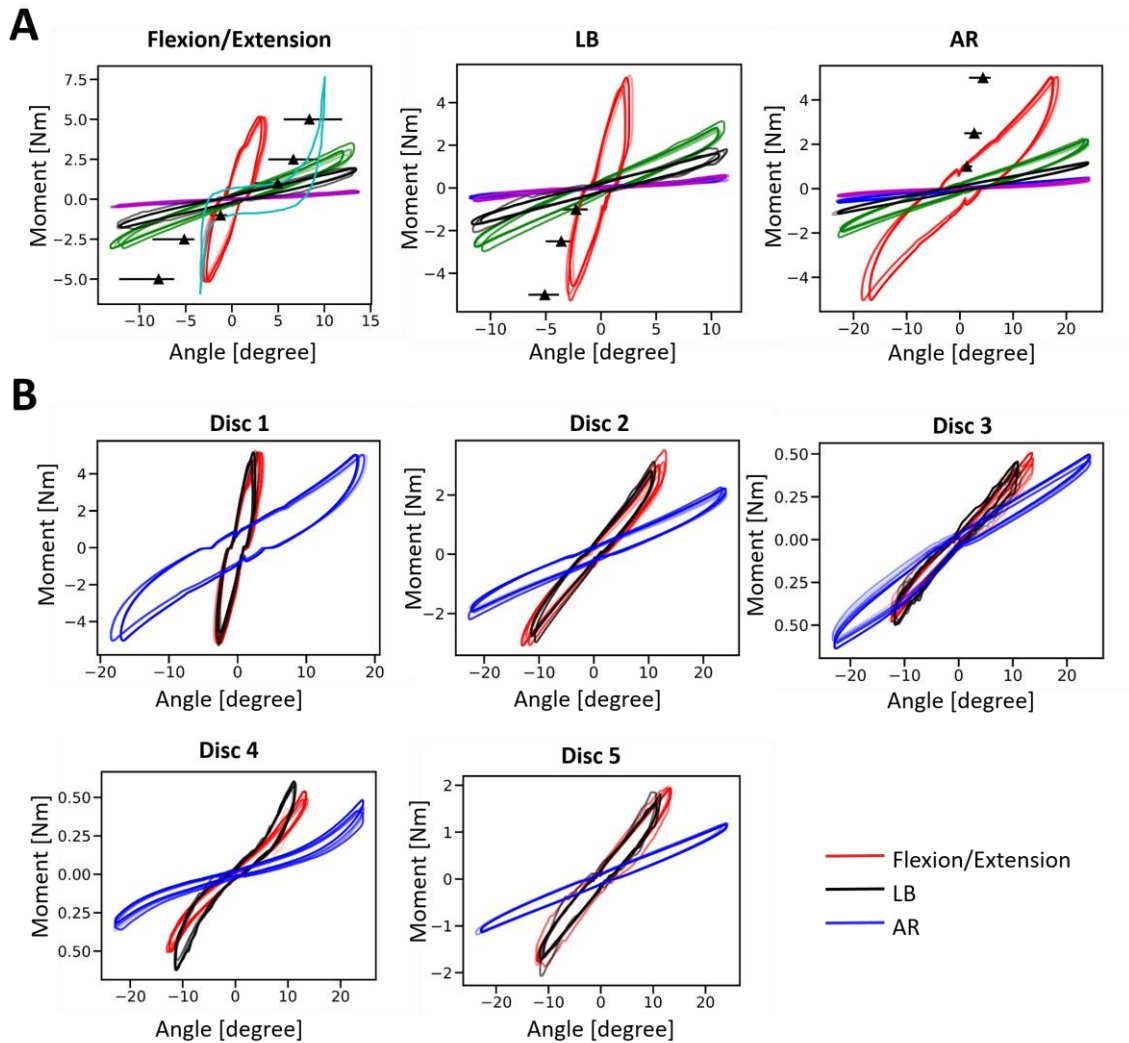 A
Flexion/Extension
LB
AR
Moment [Nm]
7.5
5.0
2.5
0.0
−2.5
−5.0
−10
−5
0
5
10
15
Angle [degree]
Moment [Nm]
4
2
0
−2
−4
−10
−5
0
5
10
Angle [degree]
Moment [Nm]
4
2
0
−2
−4
−20
−10
0
10
20
Angle [degree]
B
Disc 1
Disc 2
Disc 3
Moment [Nm]
4
2
0
−2
−4
−20
−10
0
10
20
Angle [degree]
Moment [Nm]
2
0
−2
−20
−10
0
10
20
Angle [degree]
Moment [Nm]
0.50
0.25
0.00
0.25
0.50
−20
−10
0
10
20
Angle [degree]
Disc 4
Disc 5
Moment [Nm]
0.50
0.25
0.00
0.25
0.50
−20
−10
0
10
20
Angle [degree]
Moment [Nm]
2
1
0
−1
−2
−20
−10
0
10
20
Angle [degree]
Flexion/Extension
LB
AR